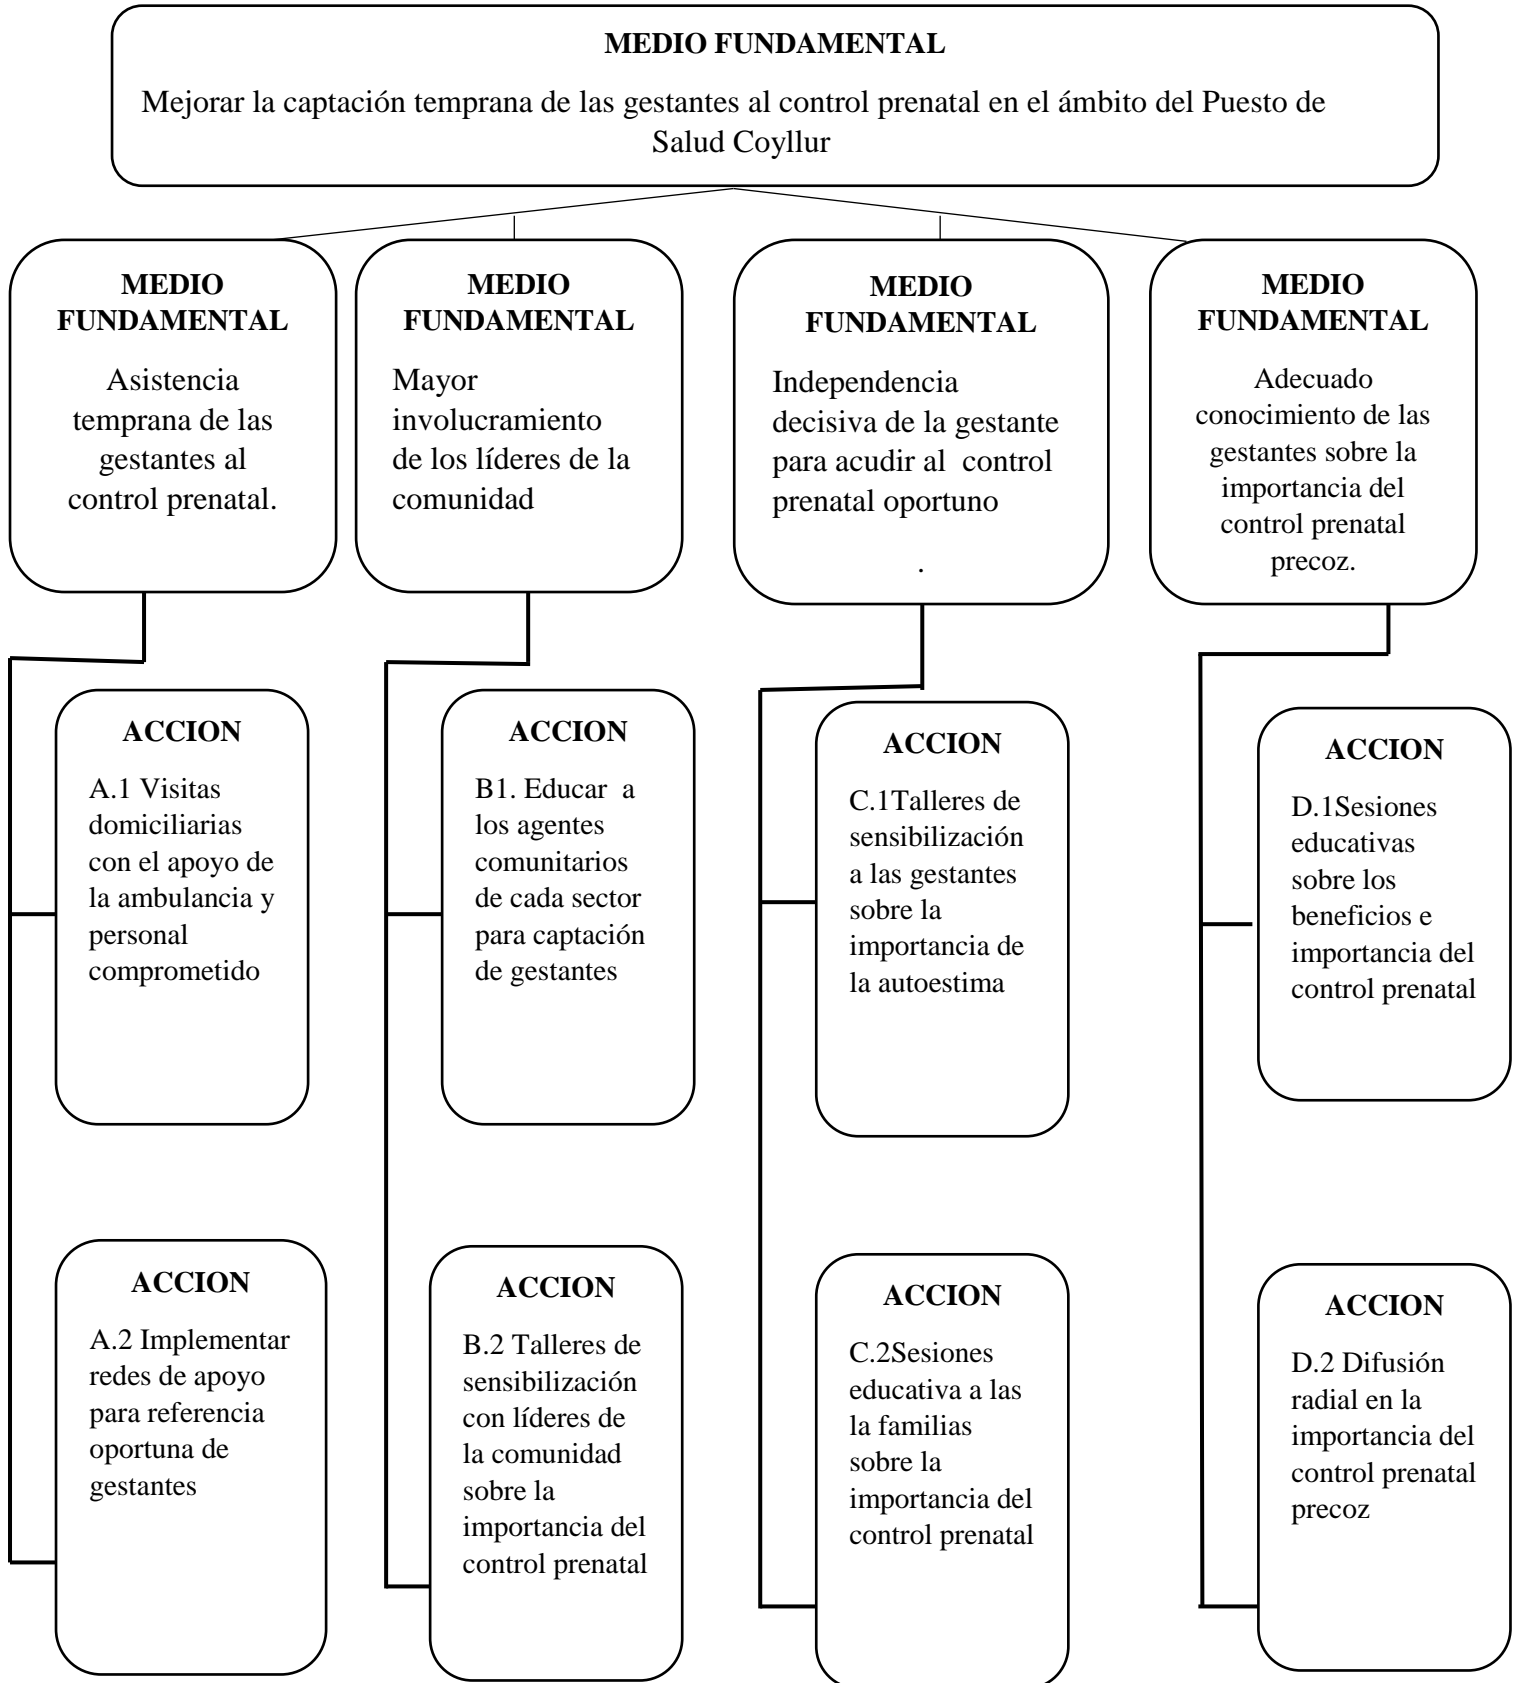 MEDIO FUNDAMENTAL
Mejorar la captación temprana de las gestantes al control prenatal en el ámbito del Puesto de
Salud Coyllur
MEDIO
FUNDAMENTAL
Asistencia
temprana de las
gestantes al
control prenatal.
MEDIO
FUNDAMENTAL
Mayor
involucramiento
de los líderes de la
comunidad
MEDIO
FUNDAMENTAL
Independencia
decisiva de la gestante
para acudir al  control
prenatal oportuno
.
MEDIO
FUNDAMENTAL
Adecuado
conocimiento de las
gestantes sobre la
importancia del
control prenatal
precoz.
ACCION
A.1 Visitas
domiciliarias
con el apoyo de
la ambulancia y
personal
comprometido
ACCION
B1. Educar  a
los agentes
comunitarios
de cada sector
para captación
de gestantes
ACCION
C.1Talleres de
sensibilización
a las gestantes
sobre la
importancia de
la autoestima
ACCION
D.1Sesiones
educativas
sobre los
beneficios e
importancia del
control prenatal
ACCION
A.2 Implementar
redes de apoyo
para referencia
oportuna de
gestantes
ACCION
B.2 Talleres de
sensibilización
con líderes de
la comunidad
sobre la
importancia del
control prenatal
ACCION
C.2Sesiones
educativa a las
la familias
sobre la
importancia del
control prenatal
ACCION
D.2 Difusión
radial en la
importancia del
control prenatal
precoz